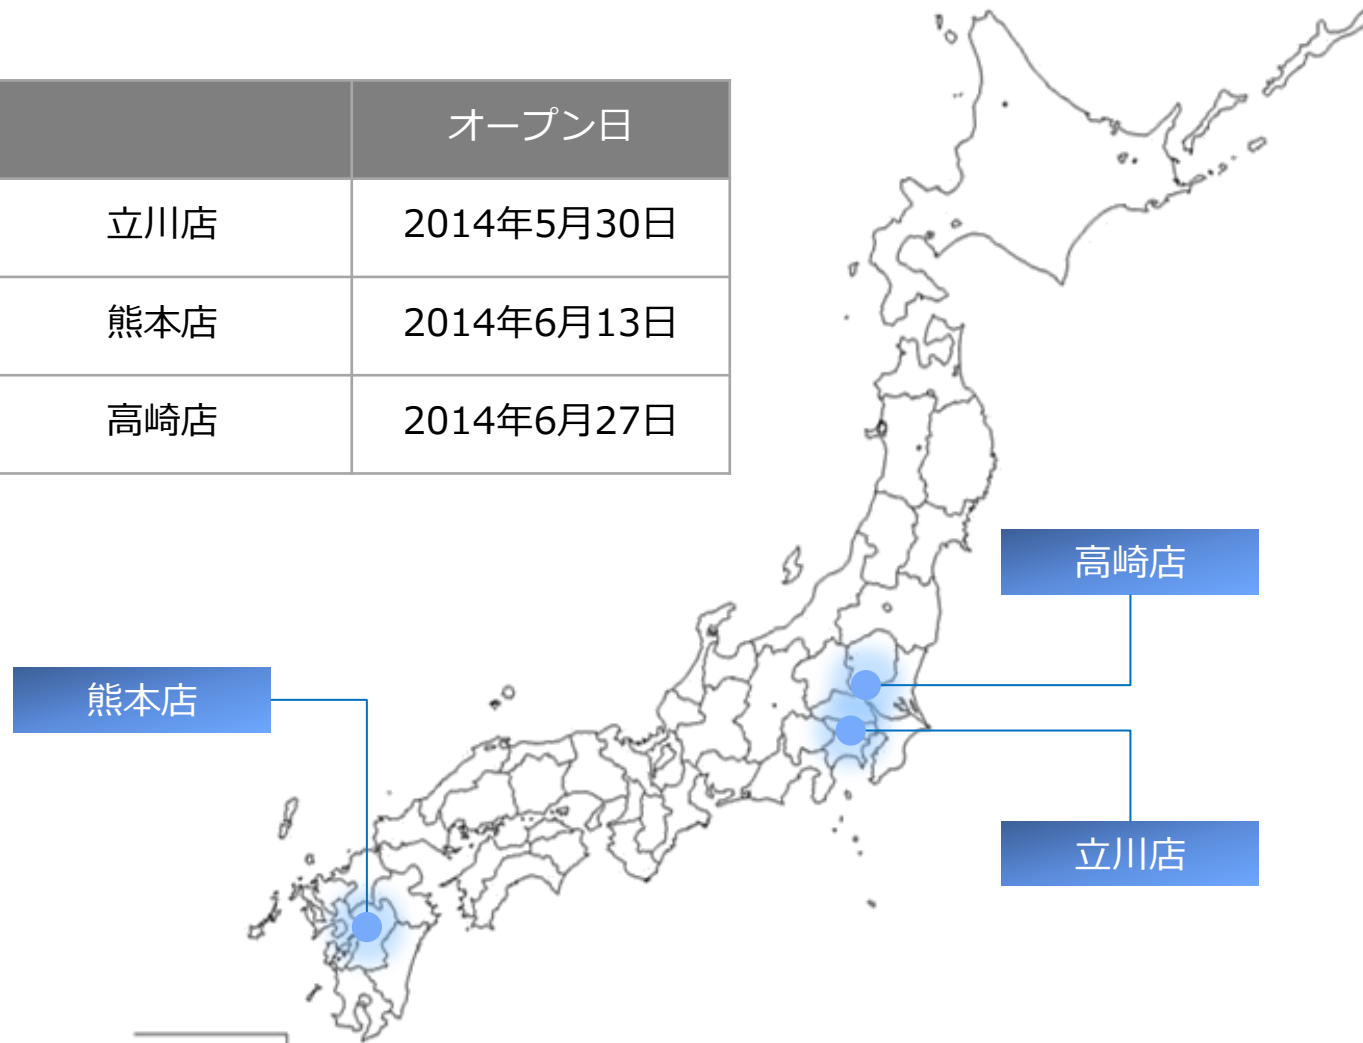 オープン日
立川店 2014年5月30日
熊本店 2014年6月13日
高崎店 2014年6月27日
高崎店
熊本店
立川店